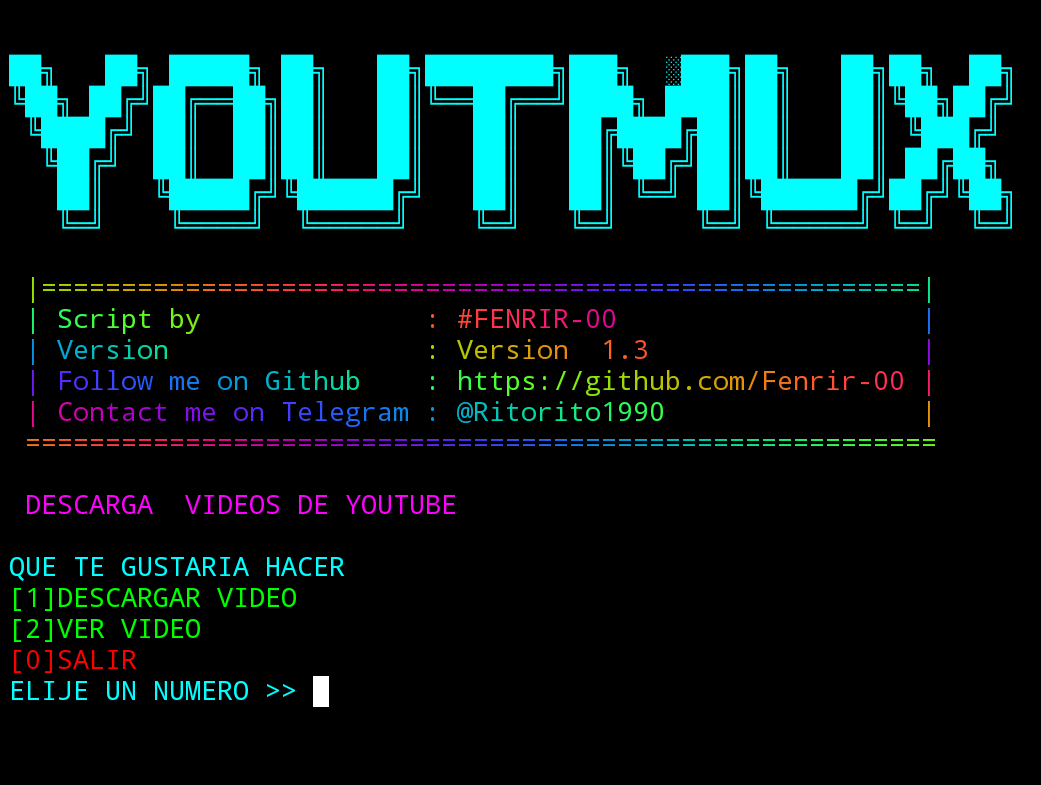 YOUTMUX
|=======================================================|
| Script by : #FENRIR-00 |
| Version : Version 1.3 |
| Follow me on Github : https://github.com/Fenrir-00 |
| Contact me on Telegram : @Ritorito1990 |
=========================================================
DESCARGA VIDEOS DE YOUTUBE
QUE TE GUSTARIA HACER
[1]DESCARGAR VIDEO
[2]VER VIDEO
[0]SALIR
ELIJE UN NUMERO >>